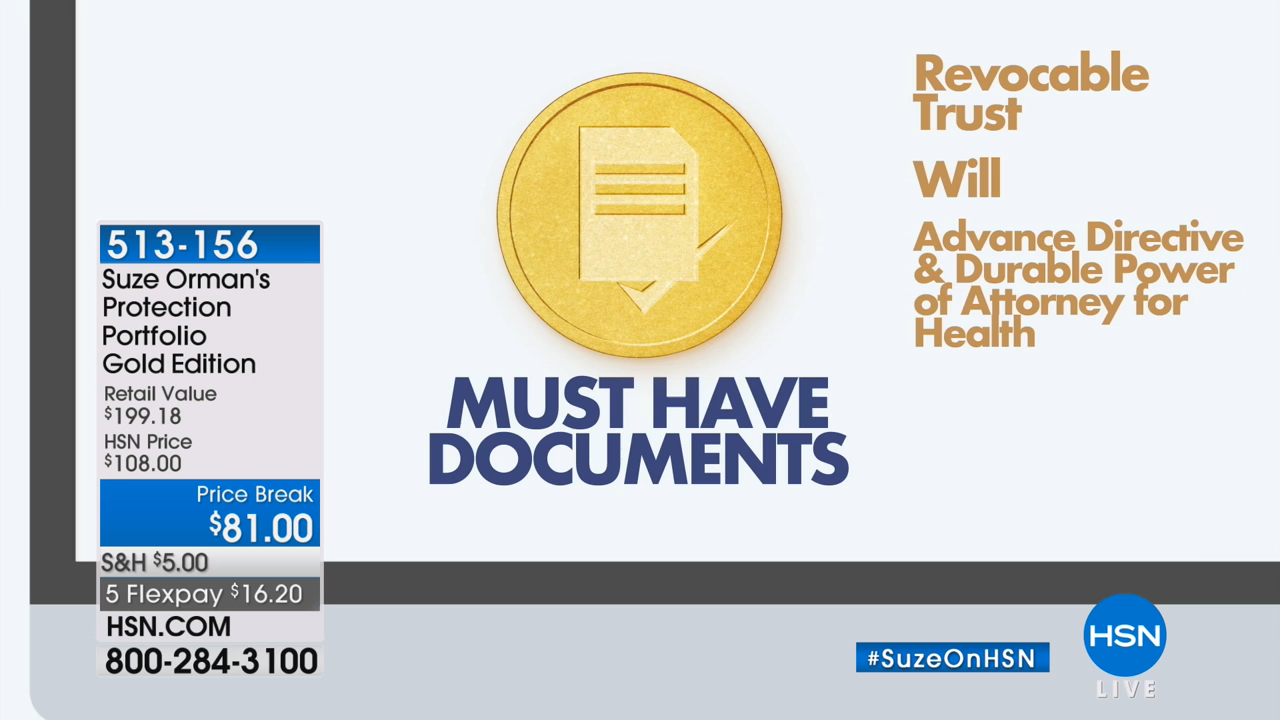 Revocable
Trust
Will
Advance Directive
& Durable Power
of Attorney for
Health
MUST HAVE
DOCUMENTS
513-156
Suze Orman's
Protection
Portfolio
Gold Edition
Retail Value
$199.18
HSN Price
$108.00
Price Break
$81.00
S&H $5.00
5 Flexpay $16.20
HSN.COM
800-284-3100
#SuzeOnHSN
HSN
LIVE